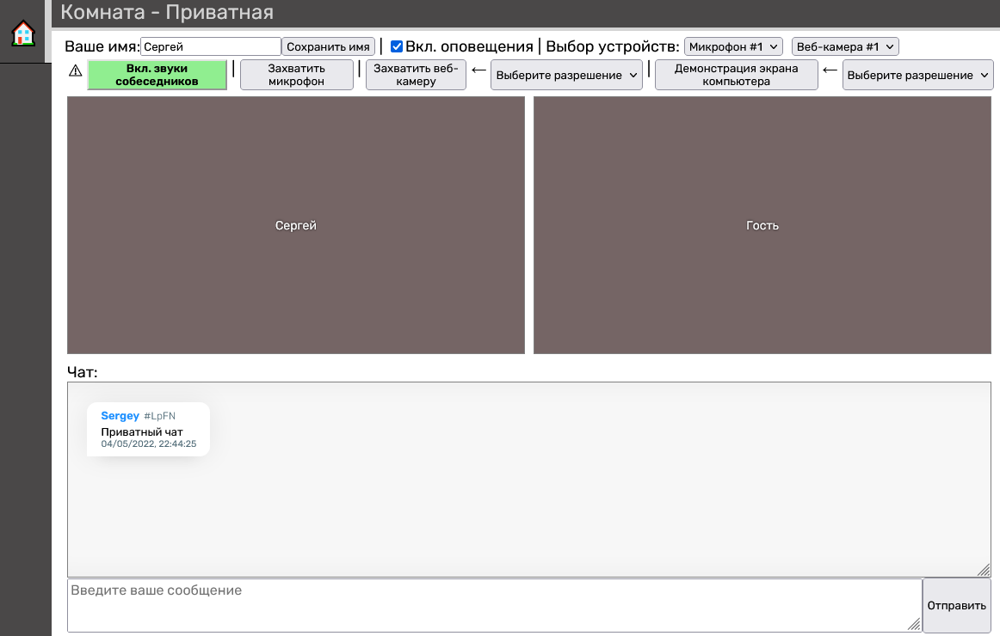 Комната - Приватная
Ваше имя: Сергей Сохранить имя | Вкл. оповещения | Выбор устройств: Микрофон #1 Веб-камера #1
⚠ Вкл. звуки собеседников | Захватить микрофон | Захватить веб-камеру ← Выберите разрешение | Демонстрация экрана компьютера ← Выберите разрешение
Сергей Гость
Чат:
Sergey #LpFN
Приватный чат
04/05/2022, 22:44:25
Введите ваше сообщение
Отправить